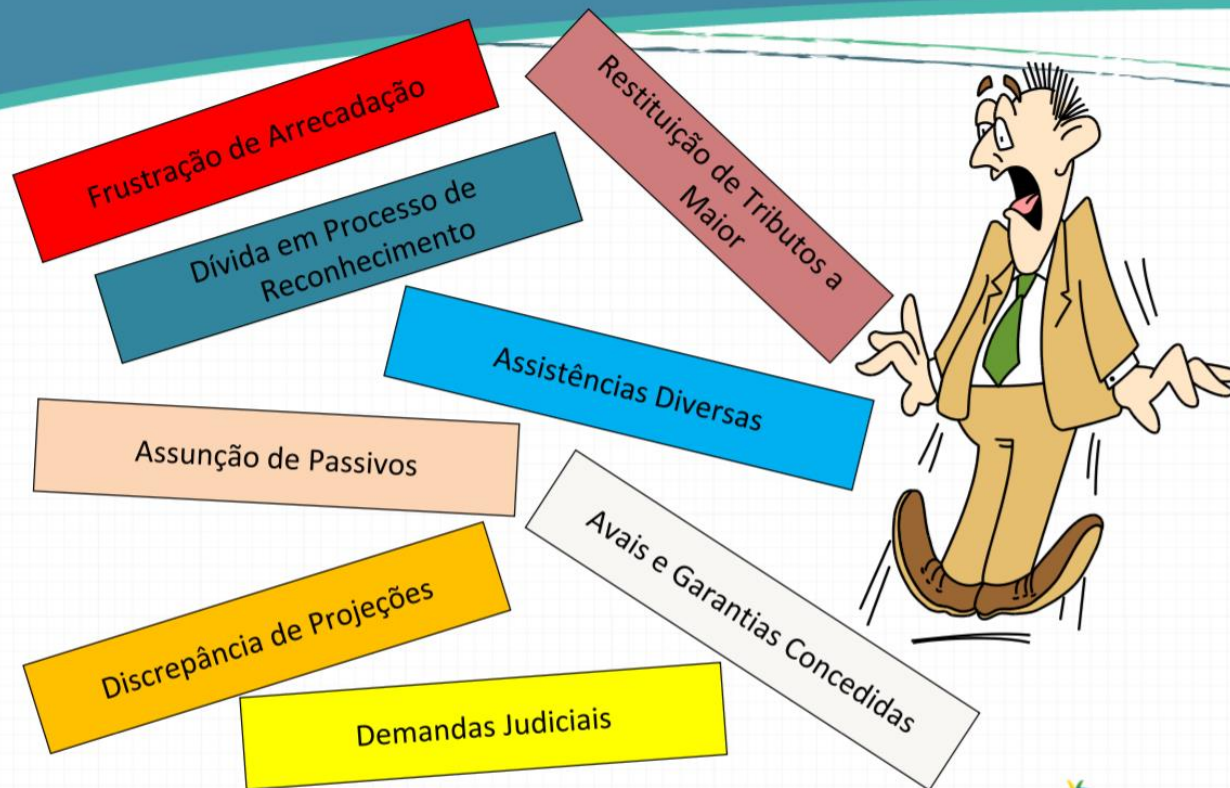 Frustração de Arrecadação
Restituição de Tributos a
Maior
Dívida em Processo de
Reconhecimento
Assistências Diversas
Assunção de Passivos
Avais e Garantias Concedidas
Discrepância de Projeções
Demandas Judiciais